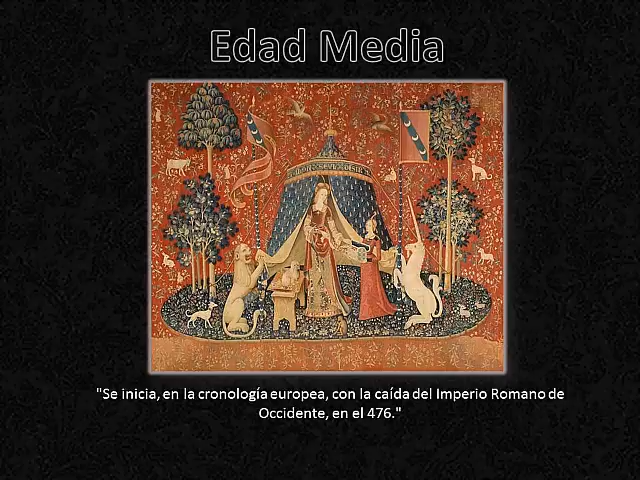 Edad Media
"Se inicia, en la cronología europea, con la caída del Imperio Romano de
Occidente, en el 476."